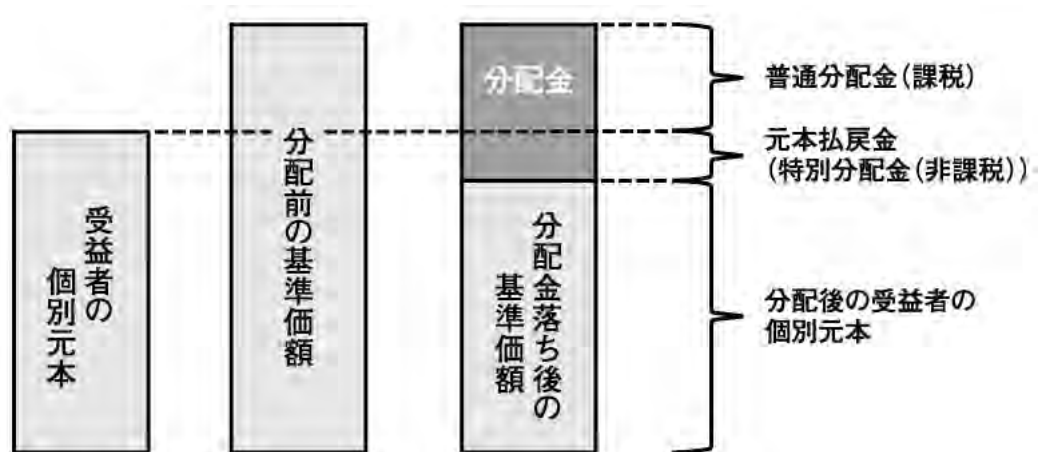 受益者の
個別元本
分配前の基準価額
分配金
分配金落ち後の
基準価額
普通分配金(課税)
元本払戻金
(特別分配金(非課税))
分配後の受益者の
個別元本